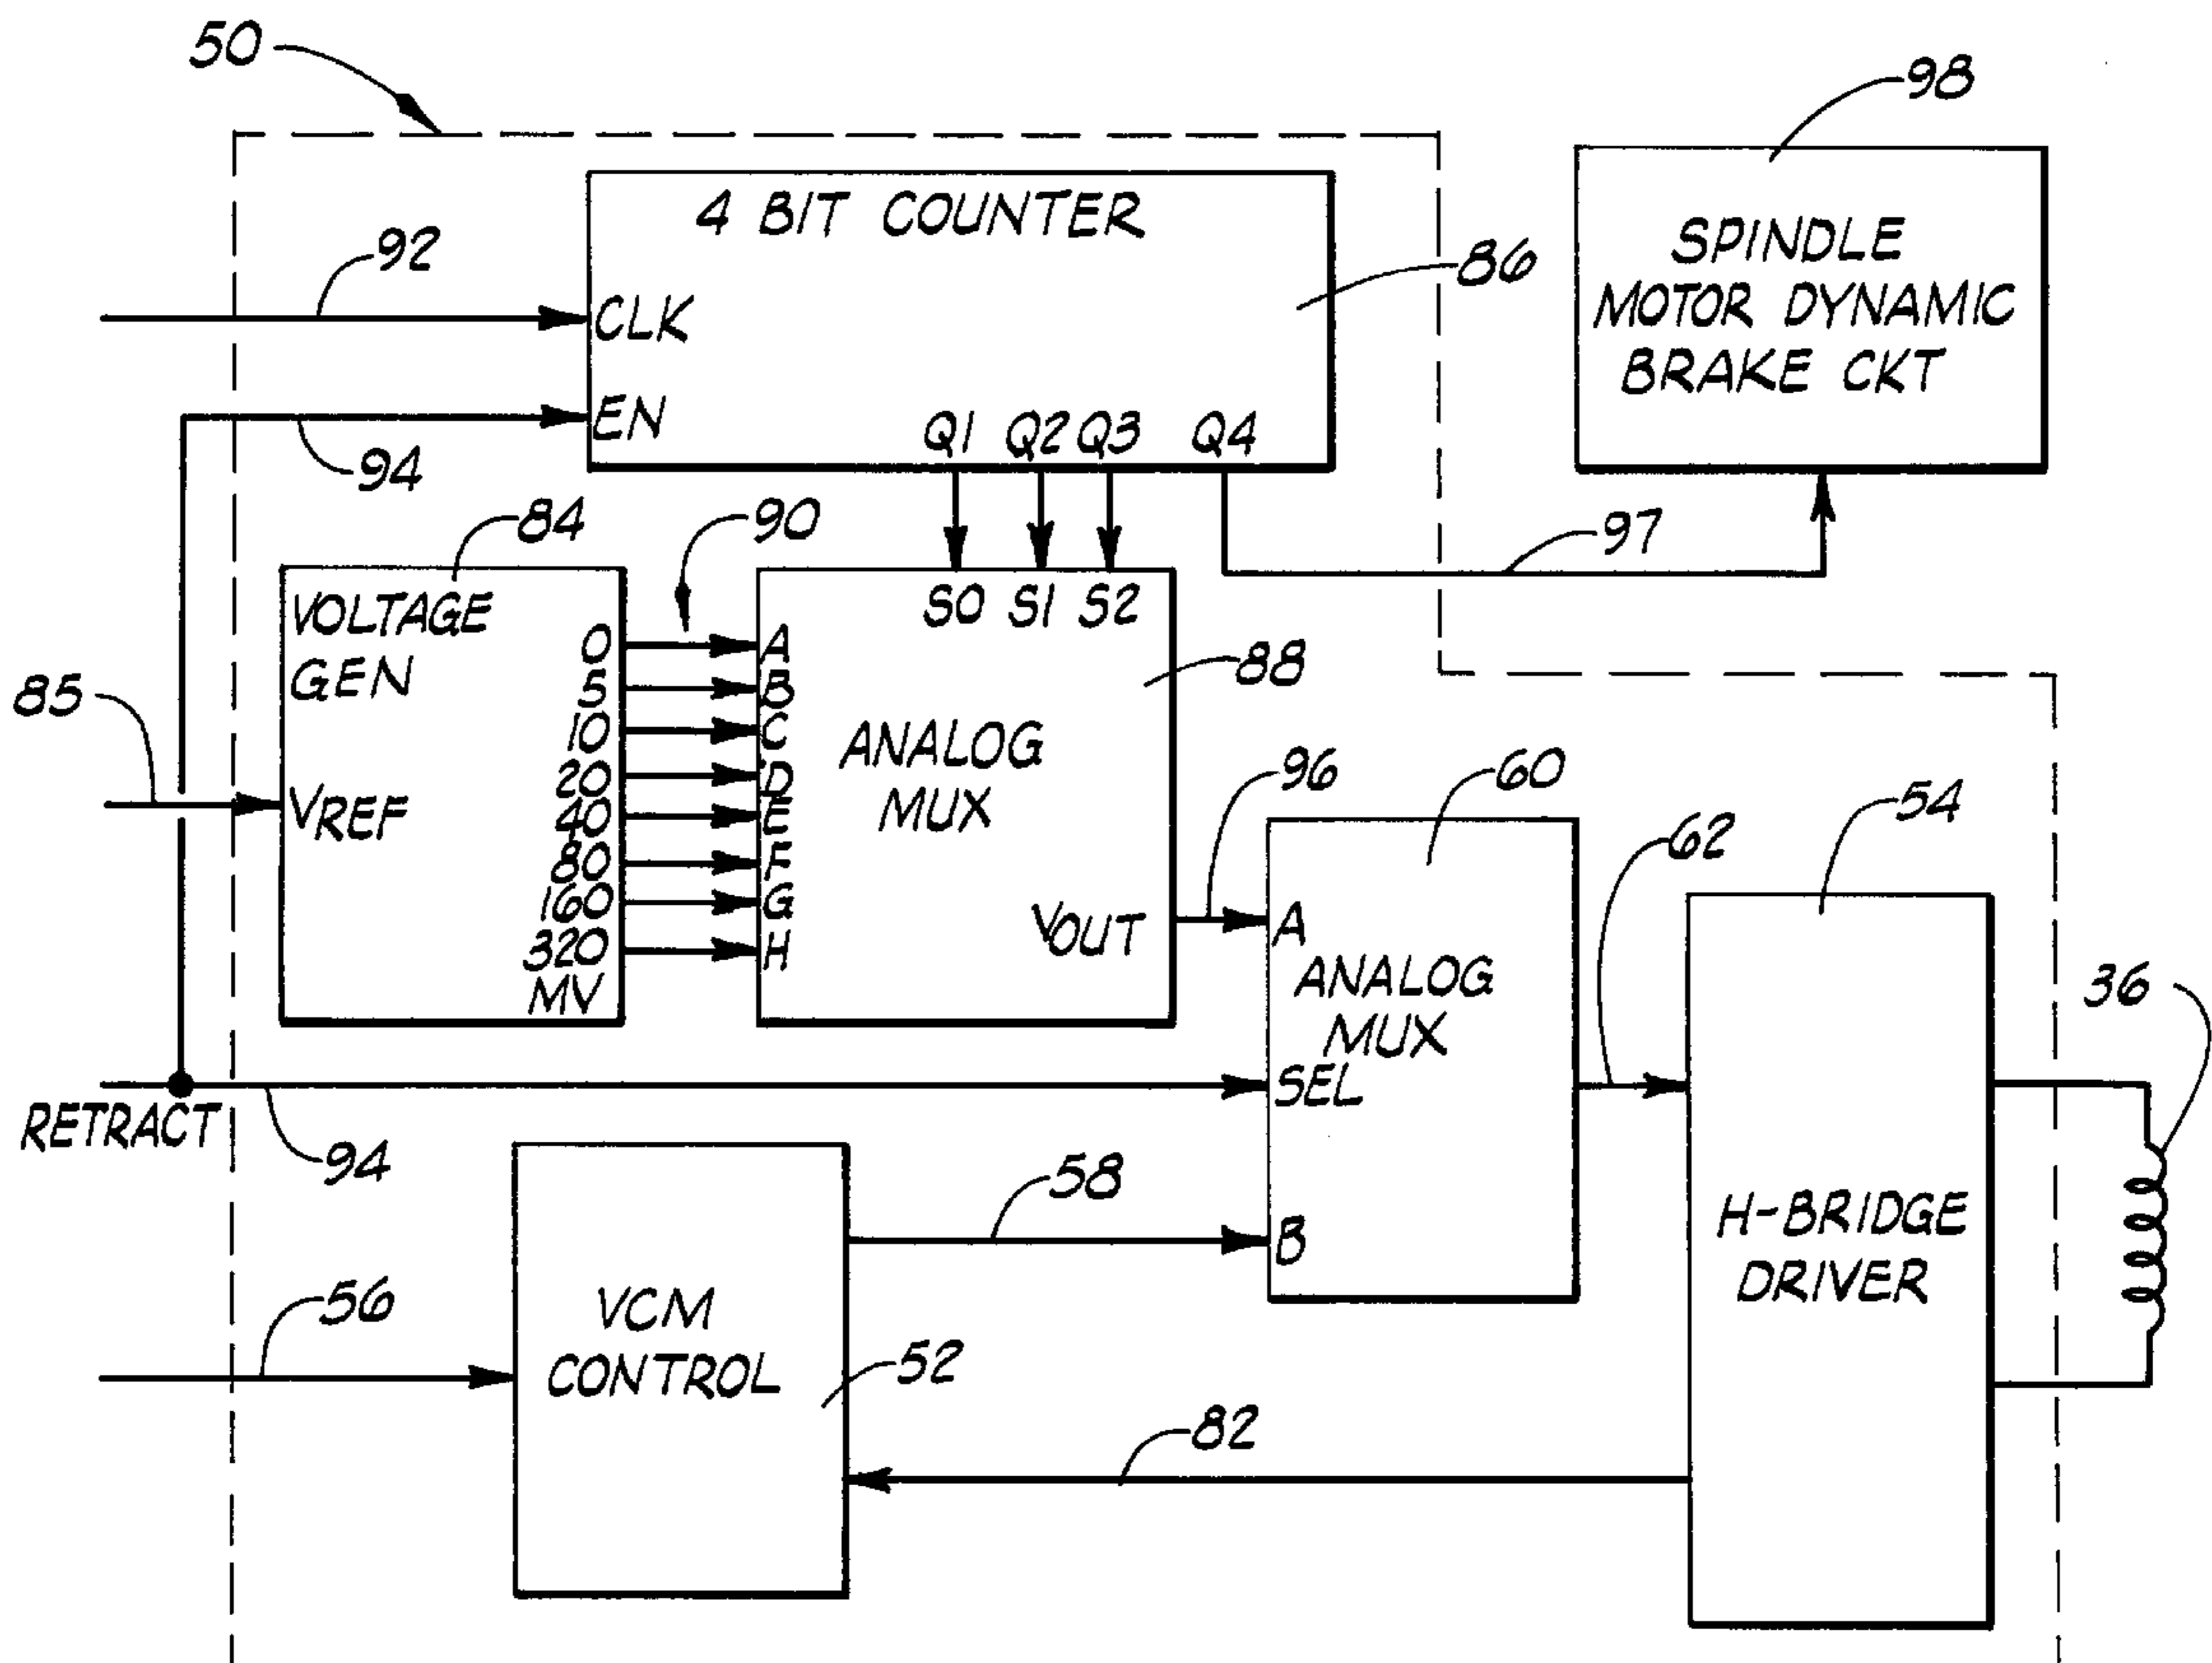 50
98
4 BIT COUNTER
92
86
CLK
EN
94
Q1 Q2 Q3 Q4
SPINDLE
MOTOR DYNAMIC
BRAKE CKT
84
90
97
VOLTAGE
GEN
0
5
10
20
40
80
160
320
MV
85
VREF
S0 S1 S2
A
B
C
D
E
F
G
H
88
ANALOG
MUX
VOUT
96
60
62
54
36
A
ANALOG
MUX
SEL
B
RETRACT
94
58
56
VCM
CONTROL
52
82
H-BRIDGE
DRIVER